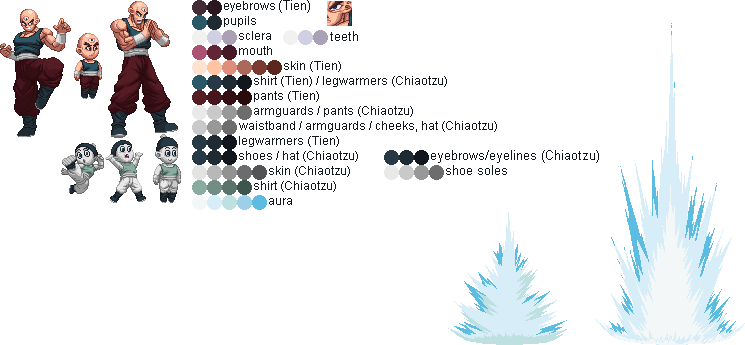 eyebrows (Tien)
pupils
sclera teeth
mouth
skin (Tien)
shirt (Tien) / legwarmers (Chiaotzu)
pants (Tien)
armguards / pants (Chiaotzu)
waistband / armguards / cheeks, hat (Chiaotzu)
legwarmers (Tien)
shoes / hat (Chiaotzu) eyebrows/eyelines (Chiaotzu)
skin (Chiaotzu) shoe soles
shirt (Chiaotzu)
aura